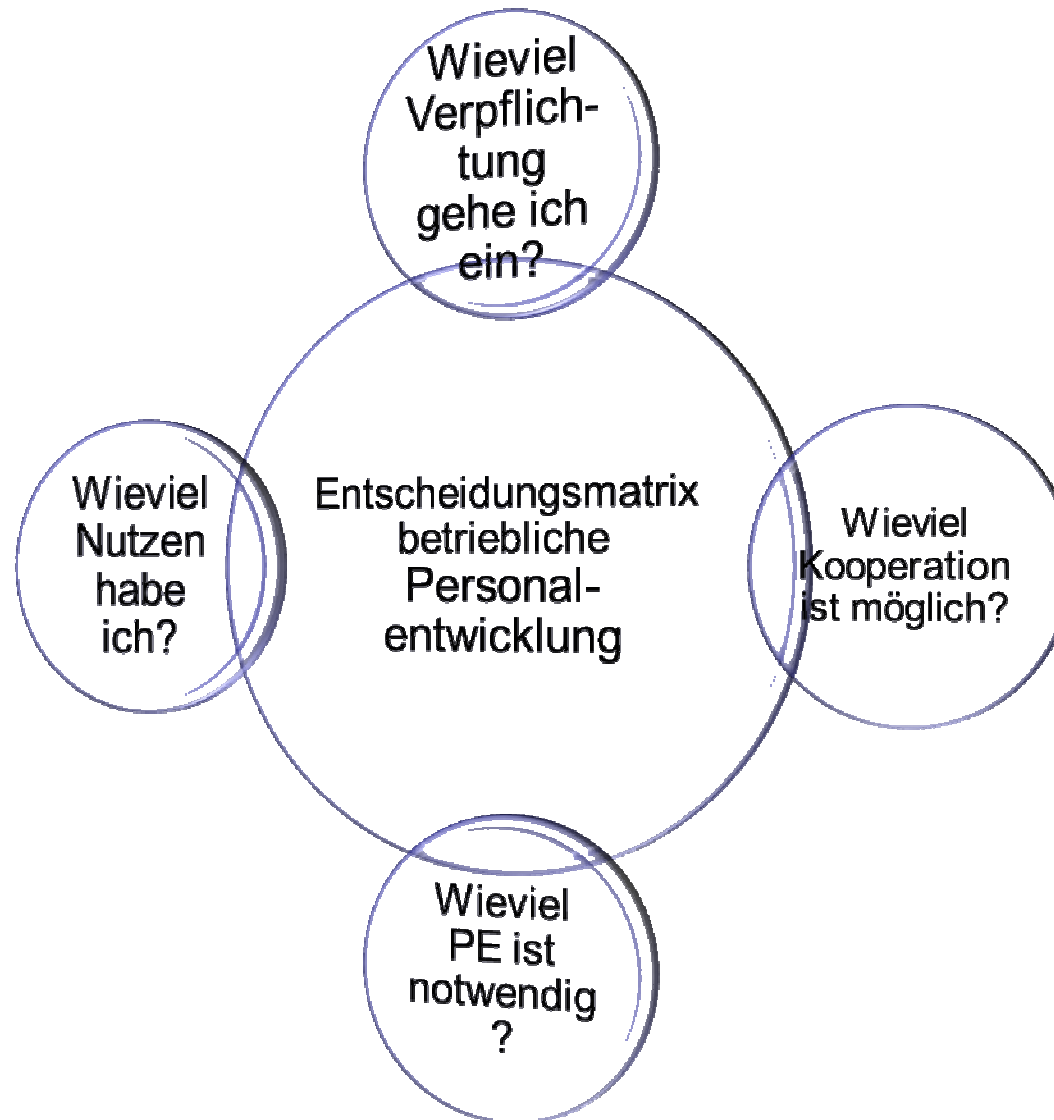 Wieviel
Verpflich-
tung
gehe ich
ein?
Wieviel
Nutzen
habe
ich?
Entscheidungsmatrix
betriebliche
Personal-
entwicklung
Wieviel
Kooperation
ist möglich?
Wieviel
PE ist
notwendig
?